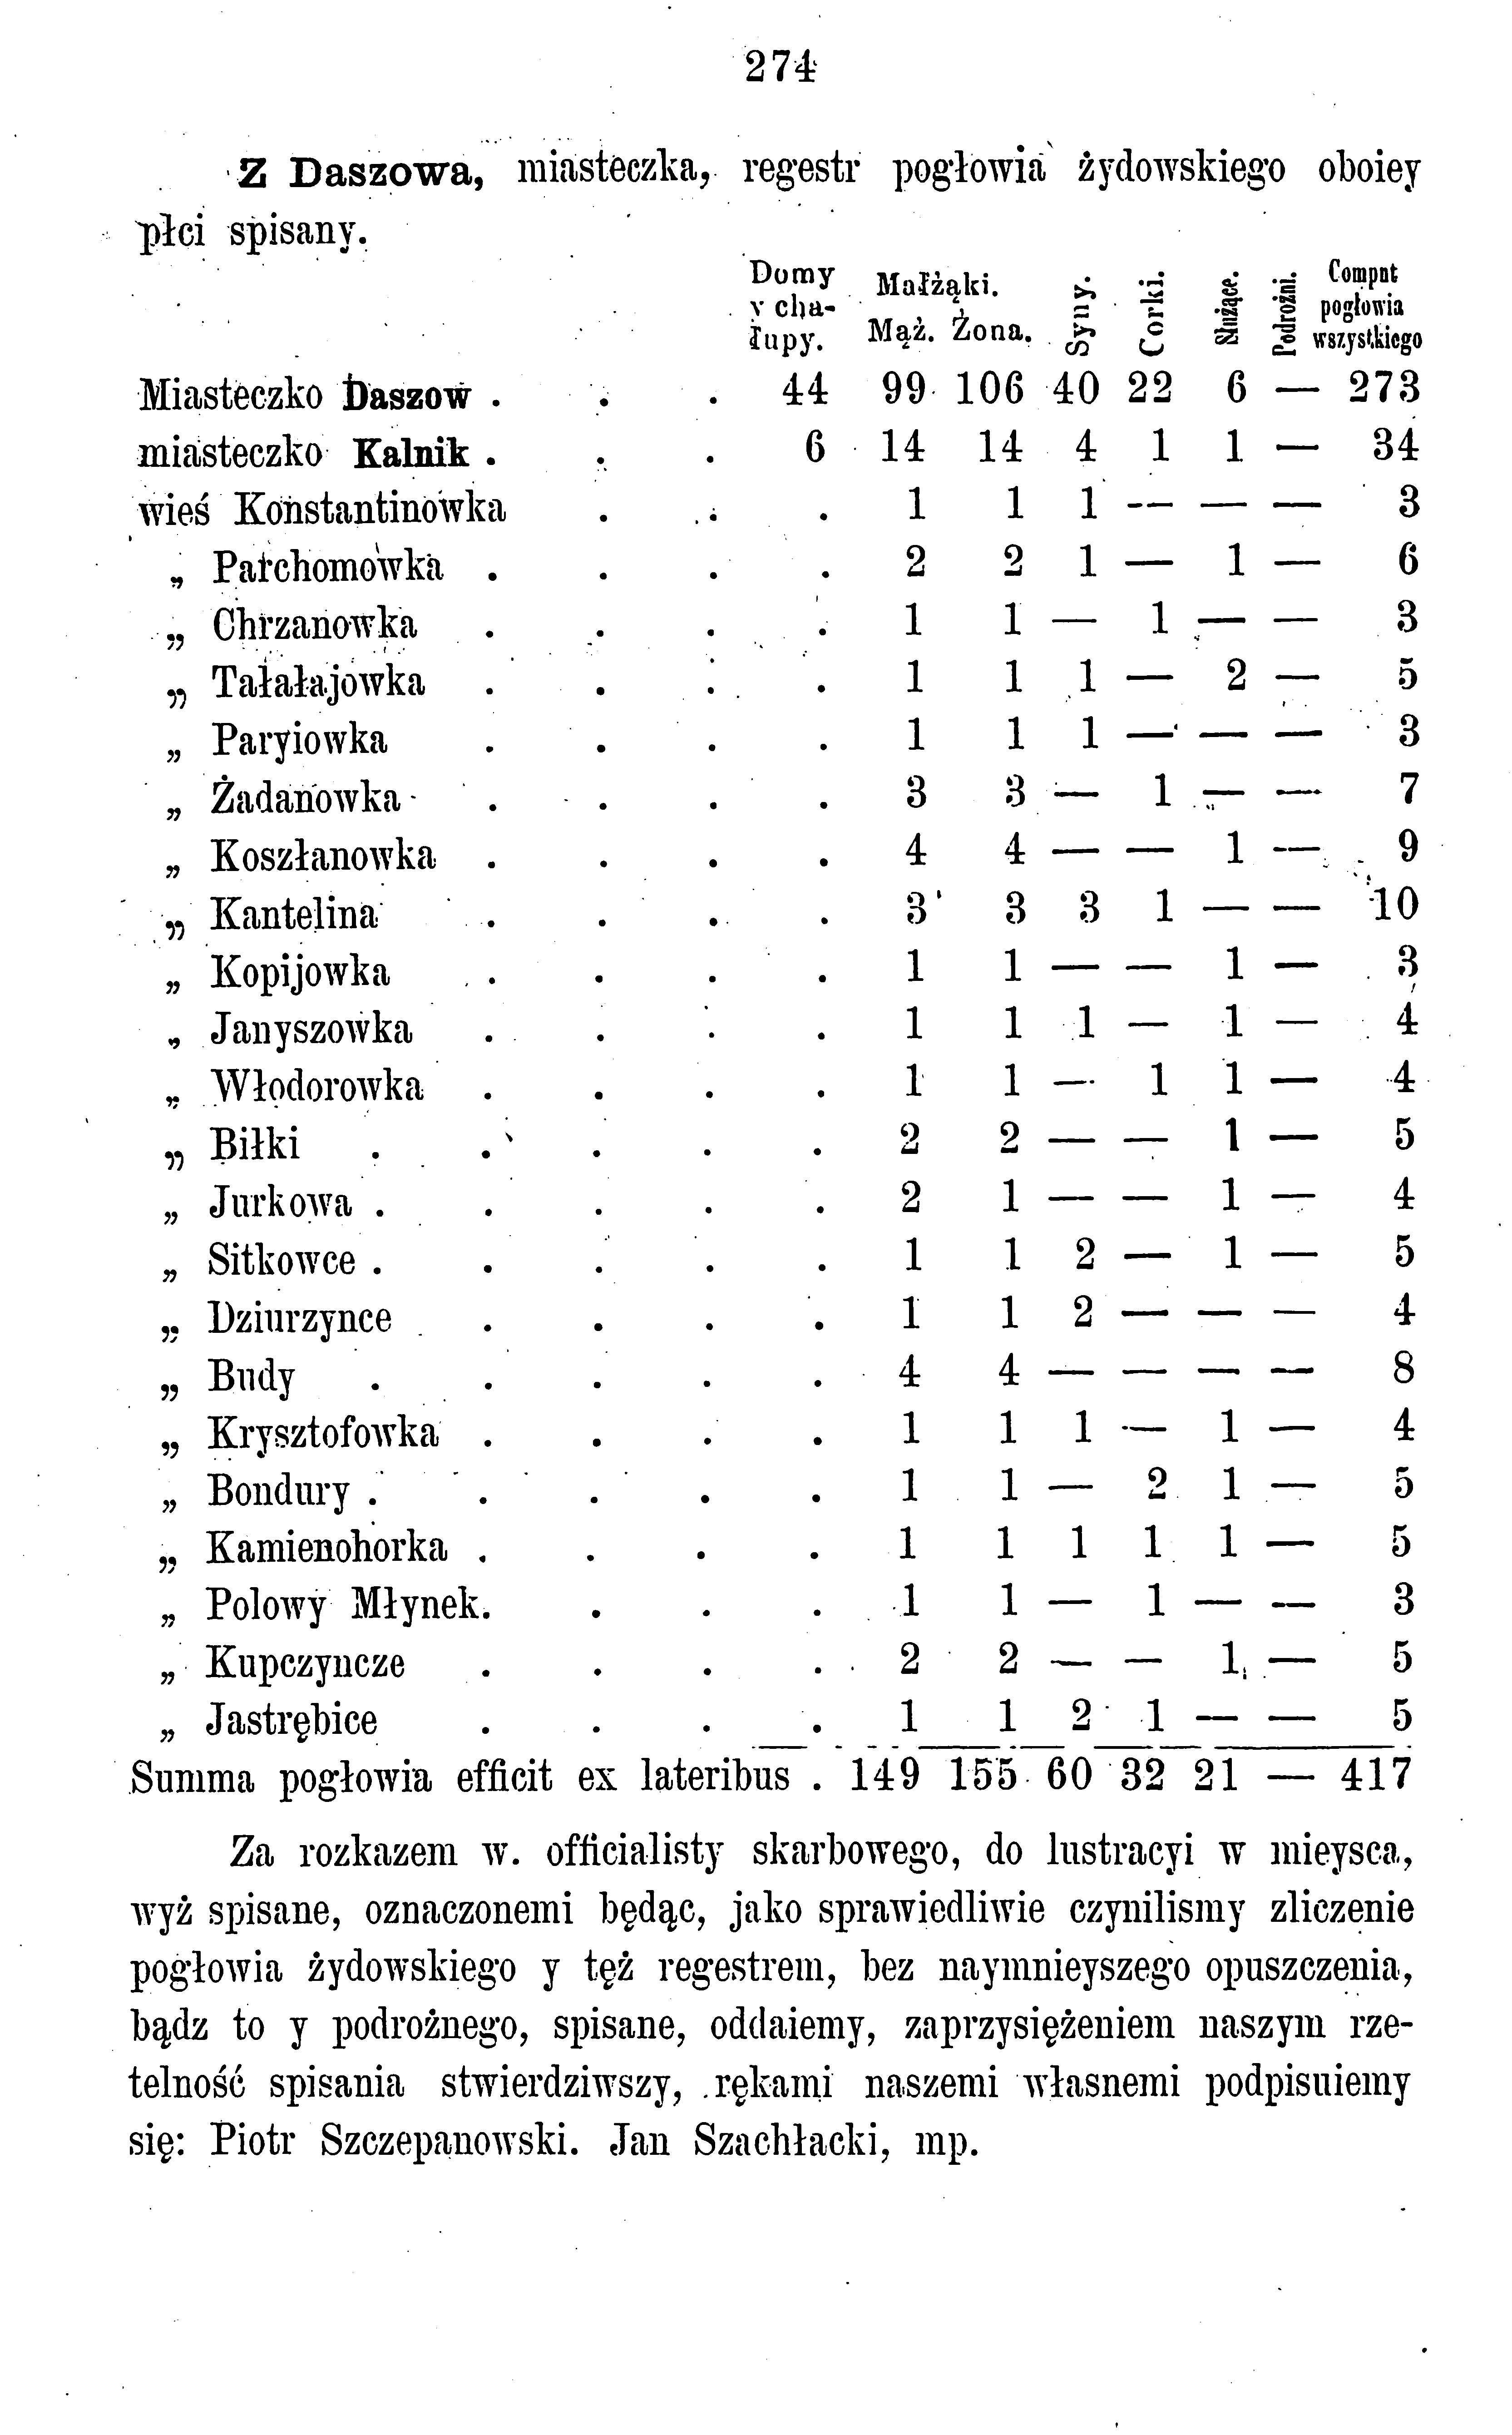 274
Z Daszowa, miasteczka, regestr pogłowia żydowskiego oboiey
płci spisany.
Domy y cha- łupy. Małżąki. Mąż. Żona. Syny. Corki. Służące. Podrożni. Comput pogłowia wszystkiego
Miasteczko Daszow . . . 44 99 106 40 22 6 — 273
miasteczko Kalnik . . . 6 14 14 4 1 1 — 34
wieś Konstantinowka . . . 1 1 1 — — — 3
„ Parchomowka . . . . 2 2 1 — 1 — 6
„ Chrzanowka . . . . 1 1 — 1 — — 3
„ Tałałajowka . . . . 1 1 1 — 2 — 5
„ Paryiowka . . . . 1 1 1 — — — 3
„ Żadanowka . . . . 3 3 — 1 — — 7
„ Koszłanowka . . . . 4 4 — — 1 — 9
„ Kantelina . . . . 3 3 3 1 — — 10
„ Kopijowka . . . . 1 1 — — 1 — 3
„ Janyszowka . . . . 1 1 1 — 1 — 4
„ Włodorowka . . . . 1 1 — 1 1 — 4
„ Biłki . . . . . 2 2 — — 1 — 5
„ Jurkowa . . . . . 2 1 — — 1 — 4
„ Sitkowce . . . . . 1 1 2 — 1 — 5
„ Dziurzynce . . . . 1 1 2 — — — 4
„ Budy . . . . . 4 4 — — — — 8
„ Krysztofowka . . . . 1 1 1 — 1 — 4
„ Bondury . . . . . 1 1 — 2 1 — 5
„ Kamienohorka . . . . 1 1 1 1 1 — 5
„ Polowy Młynek. . . . 1 1 — 1 — — 3
„ Kupczyncze . . . . 2 2 — — 1 — 5
„ Jastrębice . . . . 1 1 2 1 — — 5
Summa pogłowia efficit ex lateribus . 149 155 60 32 21 — 417
Za rozkazem w. officialisty skarbowego, do lustracyi w mieysca,
wyż spisane, oznaczonemi będąc, jako sprawiedliwie czynilismy zliczenie
pogłowia żydowskiego y tęż regestrem, bez naymnieyszego opuszczenia,
bądz to y podrożnego, spisane, oddaiemy, zaprzysiężeniem naszym rze-
telność spisania stwierdziwszy, rękami naszemi własnemi podpisuiemy
się: Piotr Szczepanowski. Jan Szachłacki, mp.